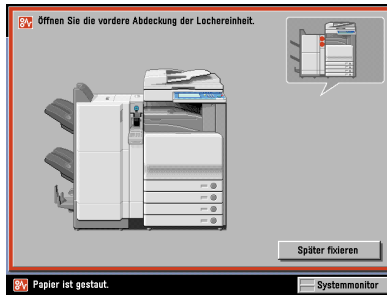 Öffnen Sie die vordere Abdeckung der Lochereinheit.
Später fixieren
Papier ist gestaut.
Systemmonitor